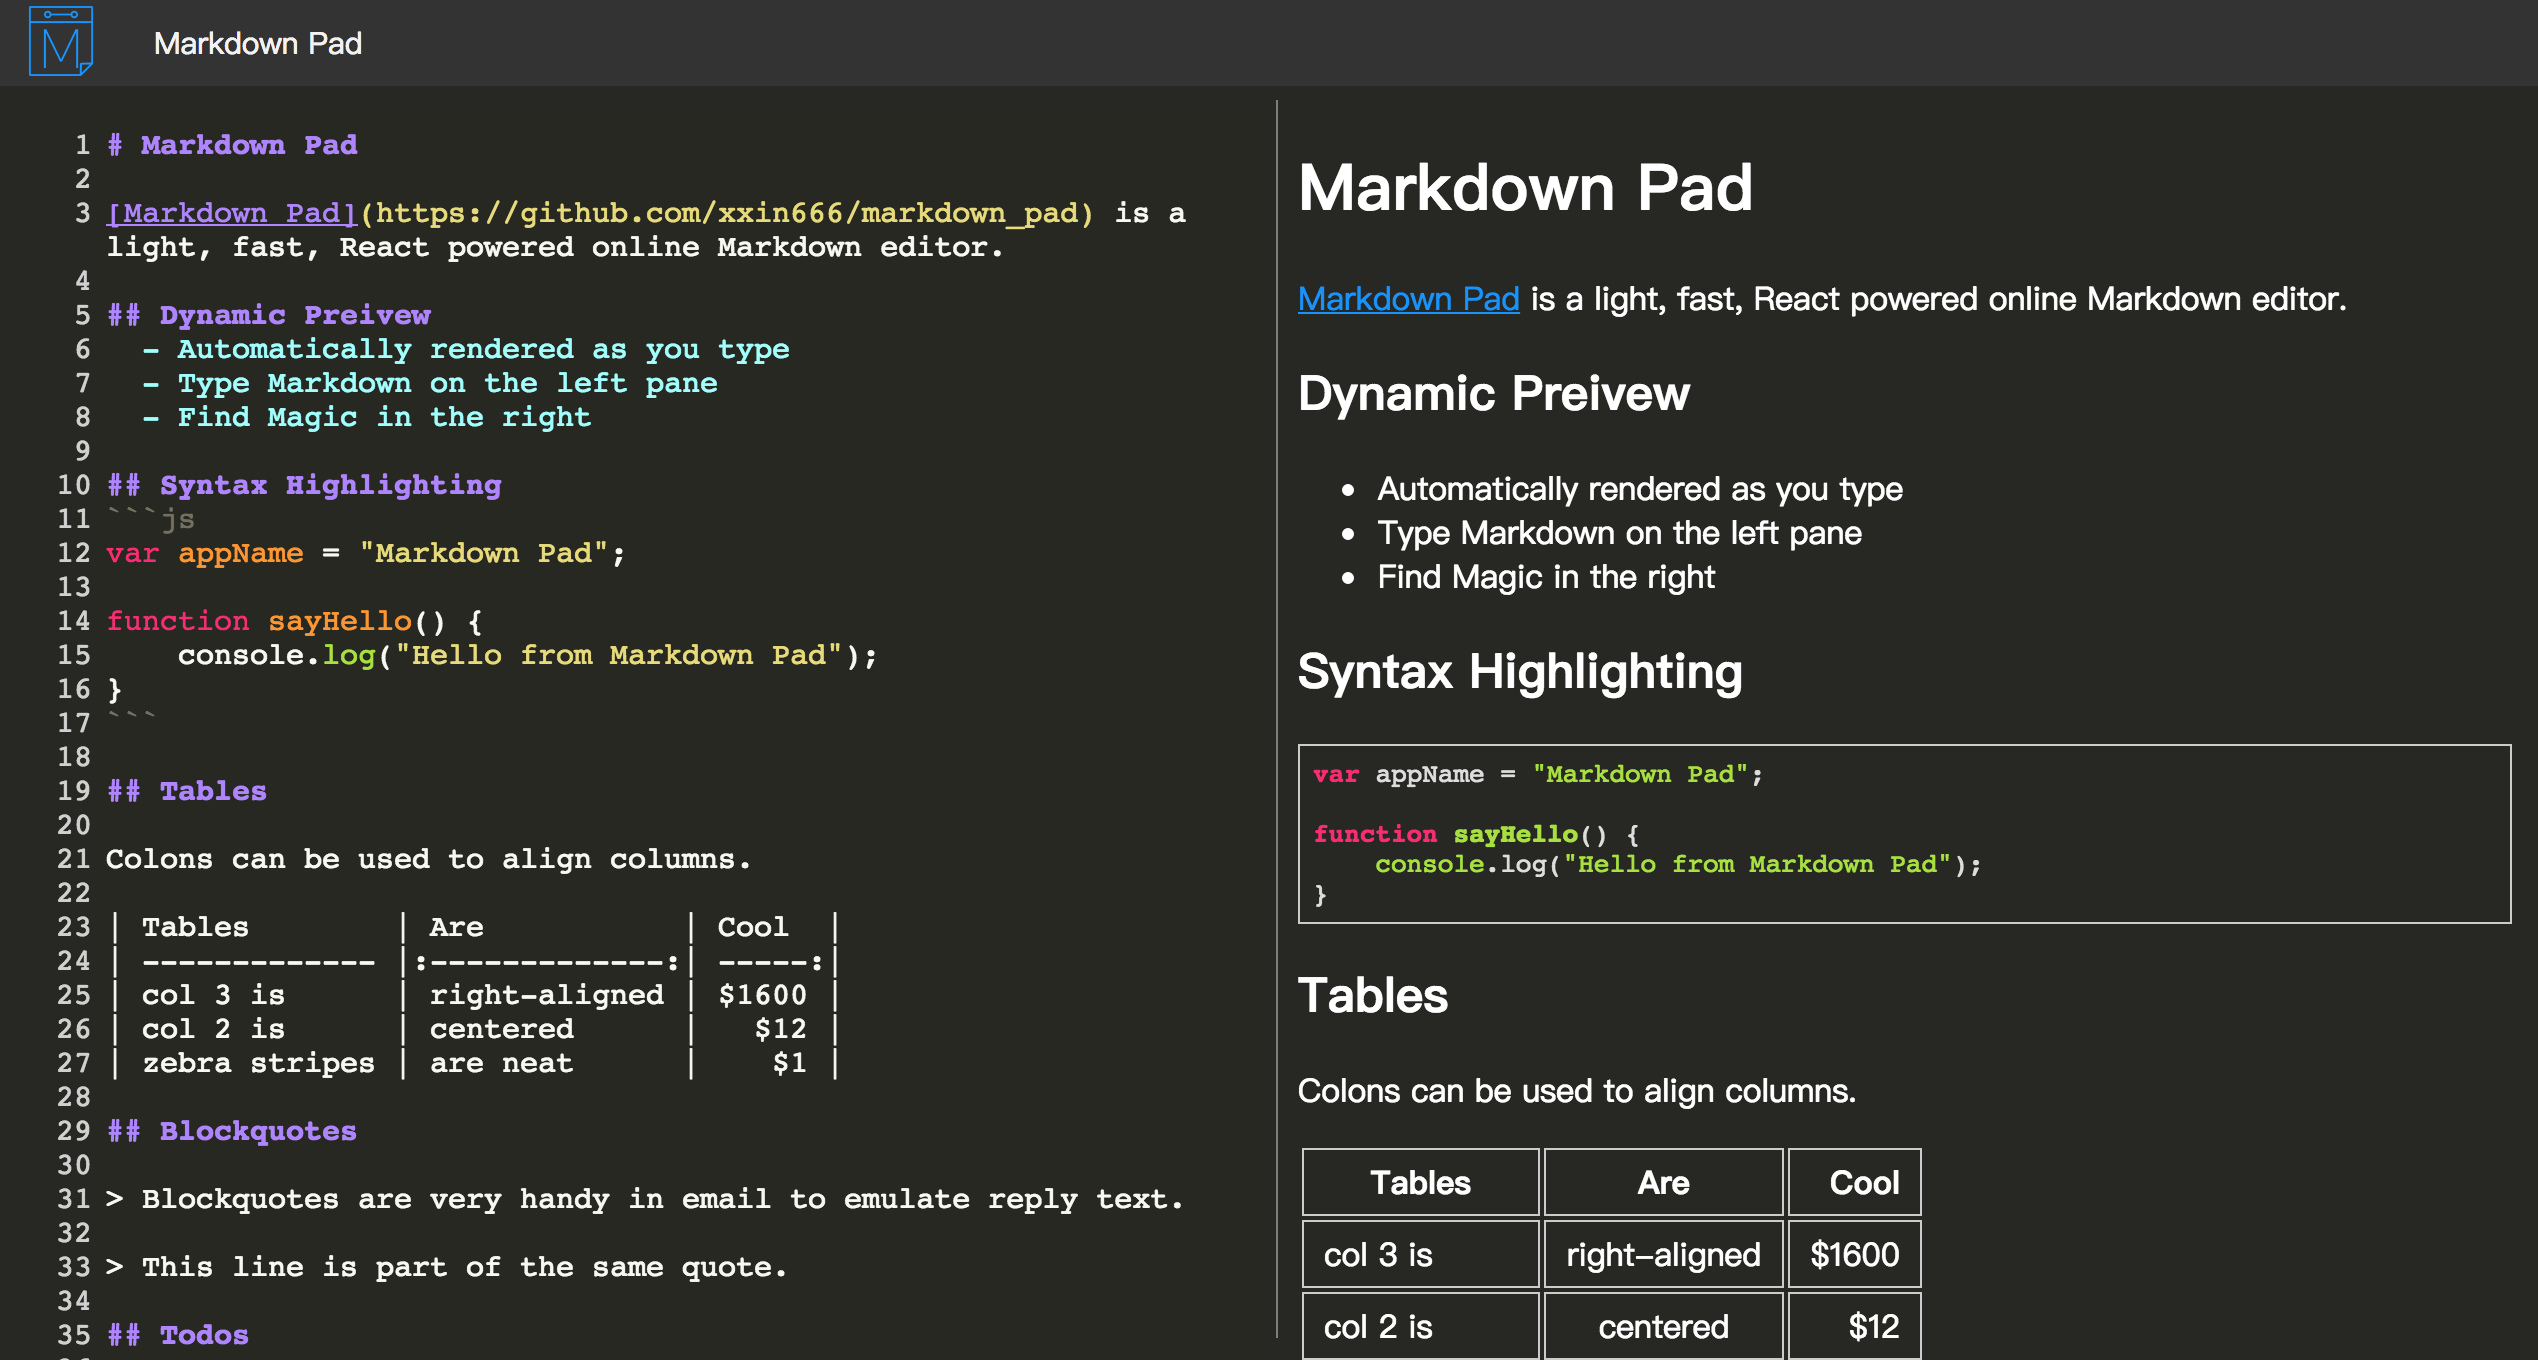 M
Markdown Pad
1 # Markdown Pad
2
3 [Markdown Pad](https://github.com/xxin666/markdown_pad) is a
light, fast, React powered online Markdown editor.
4
5 ## Dynamic Preivew
6   - Automatically rendered as you type
7   - Type Markdown on the left pane
8   - Find Magic in the right
9
10 ## Syntax Highlighting
11 ```js
12 var appName = "Markdown Pad";
13
14 function sayHello() {
15     console.log("Hello from Markdown Pad");
16 }
17 ```
18
19 ## Tables
20
21 Colons can be used to align columns.
22
23 | Tables        | Are           | Cool  |
24 | ------------- |:-------------:| -----:|
25 | col 3 is      | right-aligned | $1600 |
26 | col 2 is      | centered      |   $12 |
27 | zebra stripes | are neat      |    $1 |
28
29 ## Blockquotes
30
31 > Blockquotes are very handy in email to emulate reply text.
32
33 > This line is part of the same quote.
34
35 ## Todos
Markdown Pad
Markdown Pad is a light, fast, React powered online Markdown editor.
Dynamic Preivew
• Automatically rendered as you type
• Type Markdown on the left pane
• Find Magic in the right
Syntax Highlighting
var appName = "Markdown Pad";
function sayHello() {
    console.log("Hello from Markdown Pad");
}
Tables
Colons can be used to align columns.
Tables Are Cool
col 3 is right-aligned $1600
col 2 is centered $12